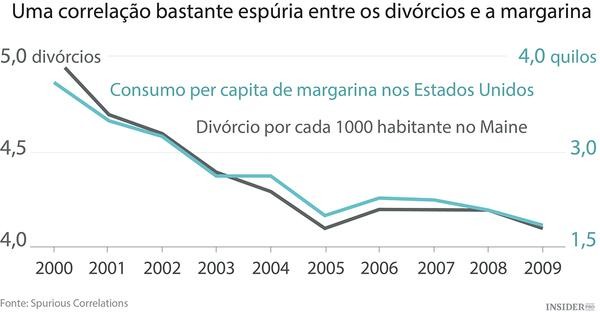 Uma correlação bastante espúria entre os divórcios e a margarina
5,0 divórcios
4,0 quilos
Consumo per capita de margarina nos Estados Unidos
Divórcio por cada 1000 habitante no Maine
4,5
3,0
4,0
1,5
2000 2001 2002 2003 2004 2005 2006 2007 2008 2009
Fonte: Spurious Correlations
INSIDER PRO